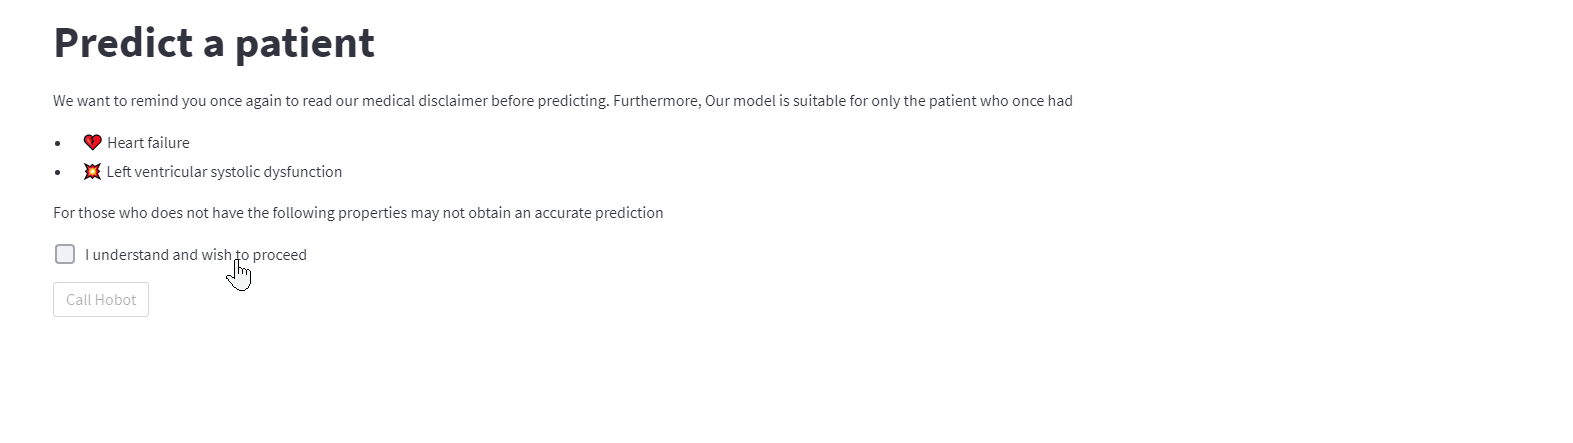 Predict a patient
We want to remind you once again to read our medical disclaimer before predicting. Furthermore, Our model is suitable for only the patient who once had
• 💔 Heart failure
• 💥 Left ventricular systolic dysfunction
For those who does not have the following properties may not obtain an accurate prediction
I understand and wish to proceed
Call Hobot